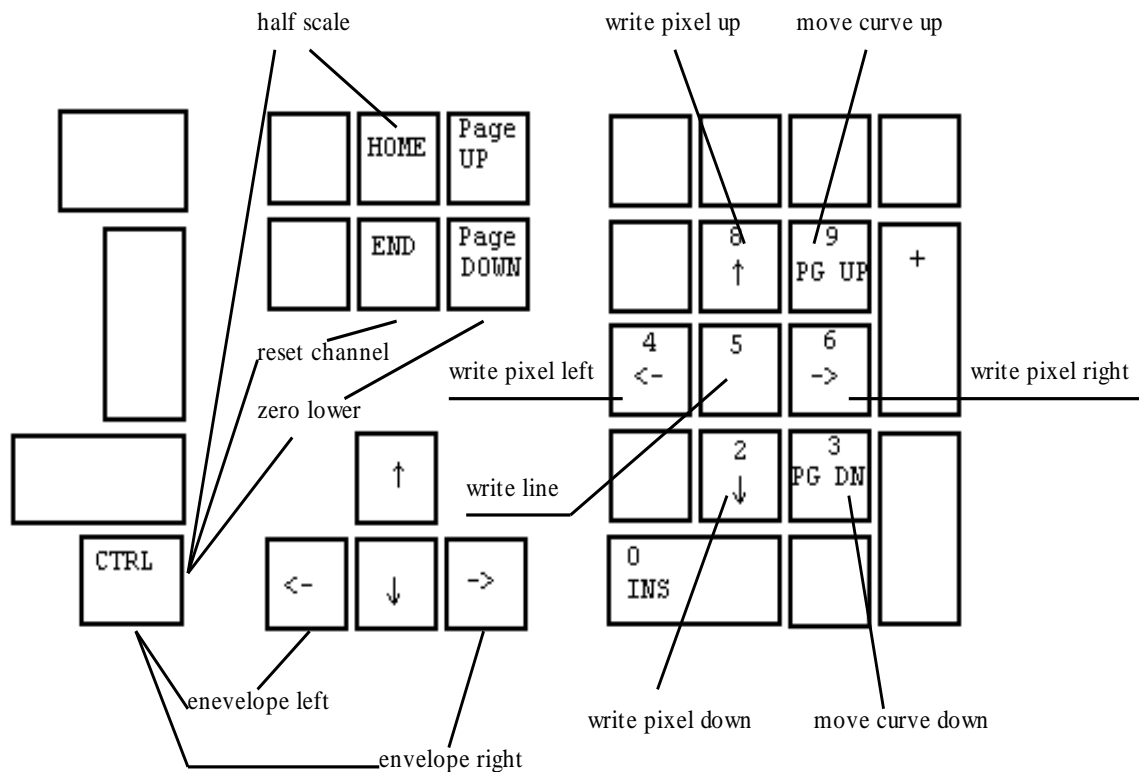 half scale
write pixel up
move curve up
HOME
Page
UP
END
Page
DOWN
8
↑
9
PG UP
+
reset channel
write pixel left
4
<-
5
6
->
write pixel right
zero lower
↑
write line
2
↓
3
PG DN
CTRL
<-
↓
->
0
INS
enevelope left
write pixel down
move curve down
envelope right